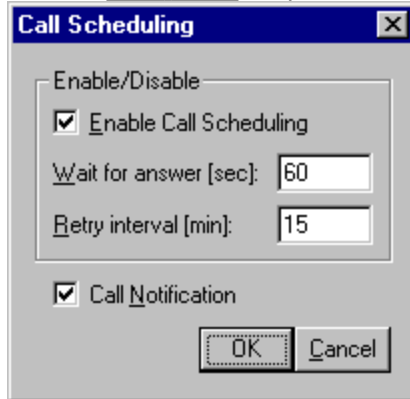 Call Scheduling
Enable/Disable
Enable Call Scheduling
Wait for answer [sec]: 60
Retry interval [min]: 15
Call Notification
OK Cancel